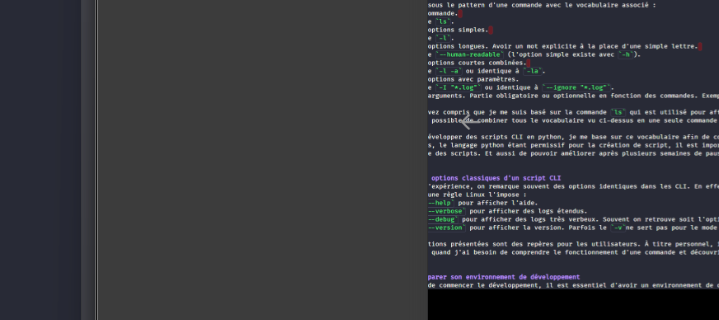 sous le pattern d'une commande avec le vocabulaire associé :
ommande.
e `ls`.
options simples.
e `-l`.
options longues. Avoir un mot explicite à la place d'une simple lettre.
e `--human-readable` (l'option simple existe avec `-h`).
options courtes combinées.
e `-l -a` ou identique à `-la`.
options avec paramètres.
e `-I "*.log"` ou identique à `--ignore "*.log"`.
arguments. Partie obligatoire ou optionnelle en fonction des commandes. Exemp
vez compris que je me suis basé sur la commande `ls` qui est utilisé pour af
possible de combiner tous le vocabulaire vu ci-dessus en une seule commande
évelopper des scripts CLI en python, je me base sur ce vocabulaire afin de c
s, le langage python étant permissif pour la création de script, il est impo
e des scripts. Et aussi de pouvoir améliorer après plusieurs semaines de paus
options classiques d'un script CLI
'expérience, on remarque souvent des options identiques dans les CLI. En effe
une régle Linux l'impose :
--help` pour afficher l'aide.
--verbose` pour afficher des logs étendus.
--debug` pour afficher des logs très verbeux. Souvent on retrouve soit l'opti
--version` pour afficher la version. Parfois le `-v`ne sert pas pour le mode
tions présentées sont des repères pour les utilisateurs. À titre personnel,
quand j'ai besoin de comprendre le fonctionnement d'une commande et découvri
parer son environnement de développement
de commencer le développement, il est essentiel d'avoir un environnement de